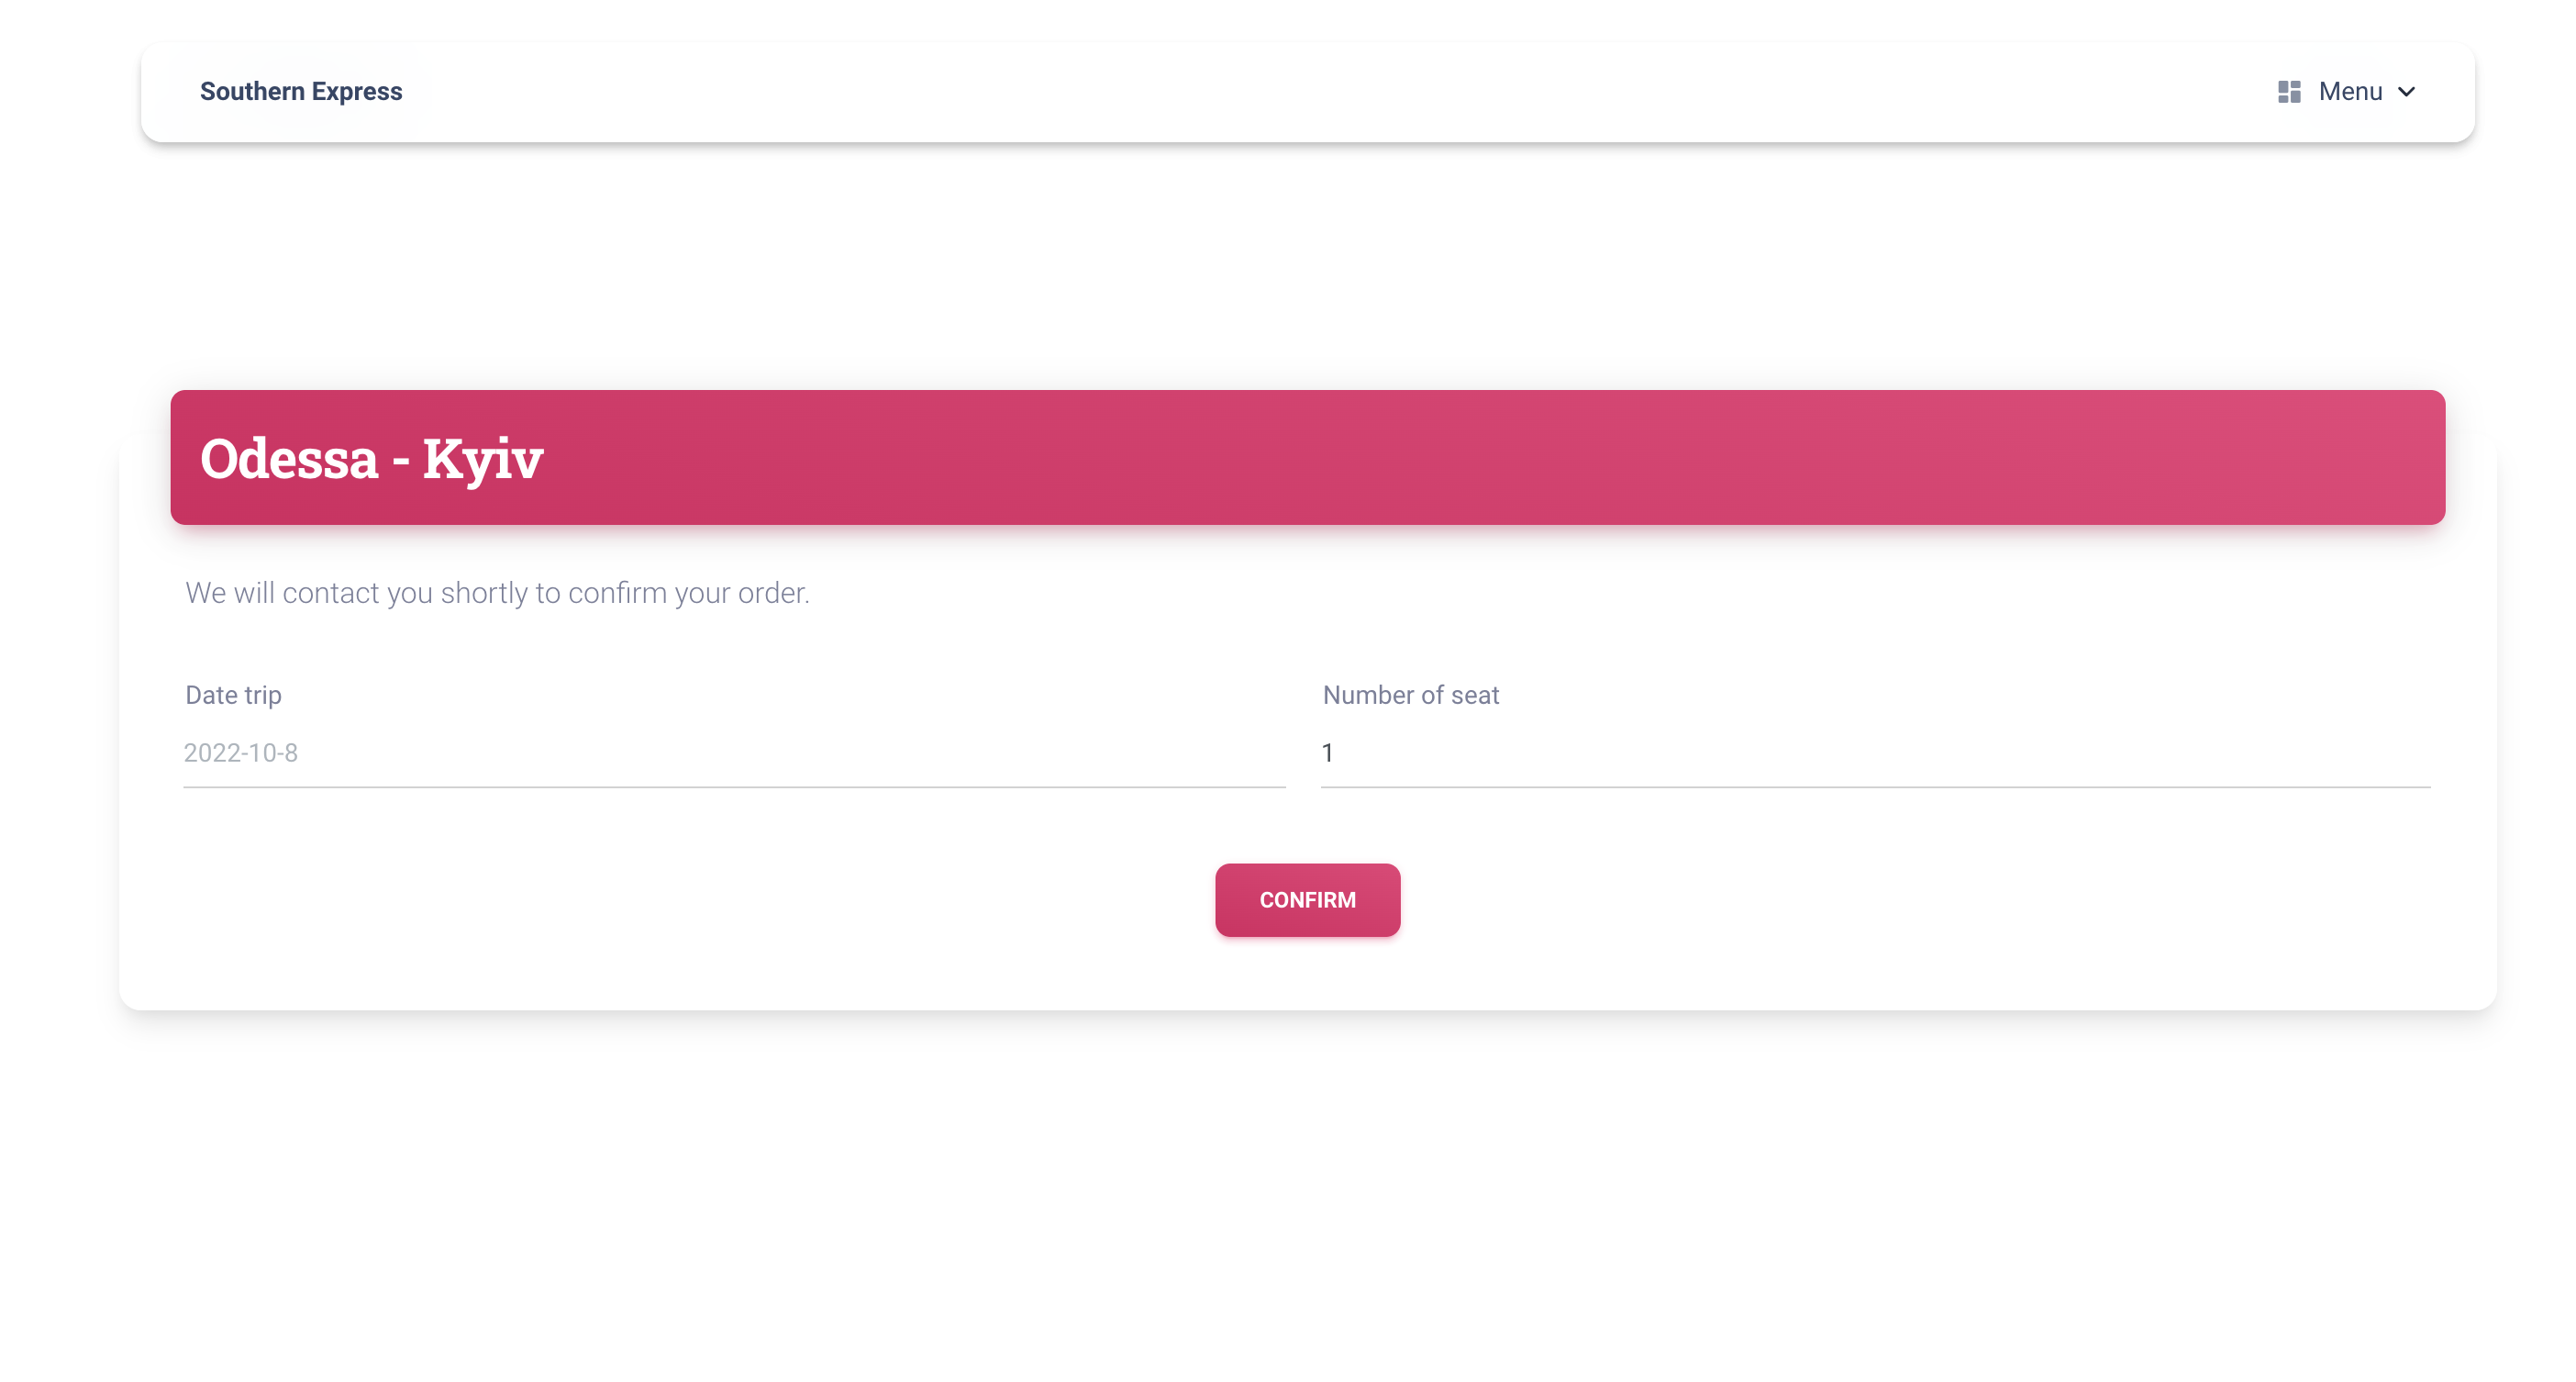 Southern Express
Menu
Odessa - Kyiv
We will contact you shortly to confirm your order.
Date trip
Number of seat
2022-10-8
1
CONFIRM